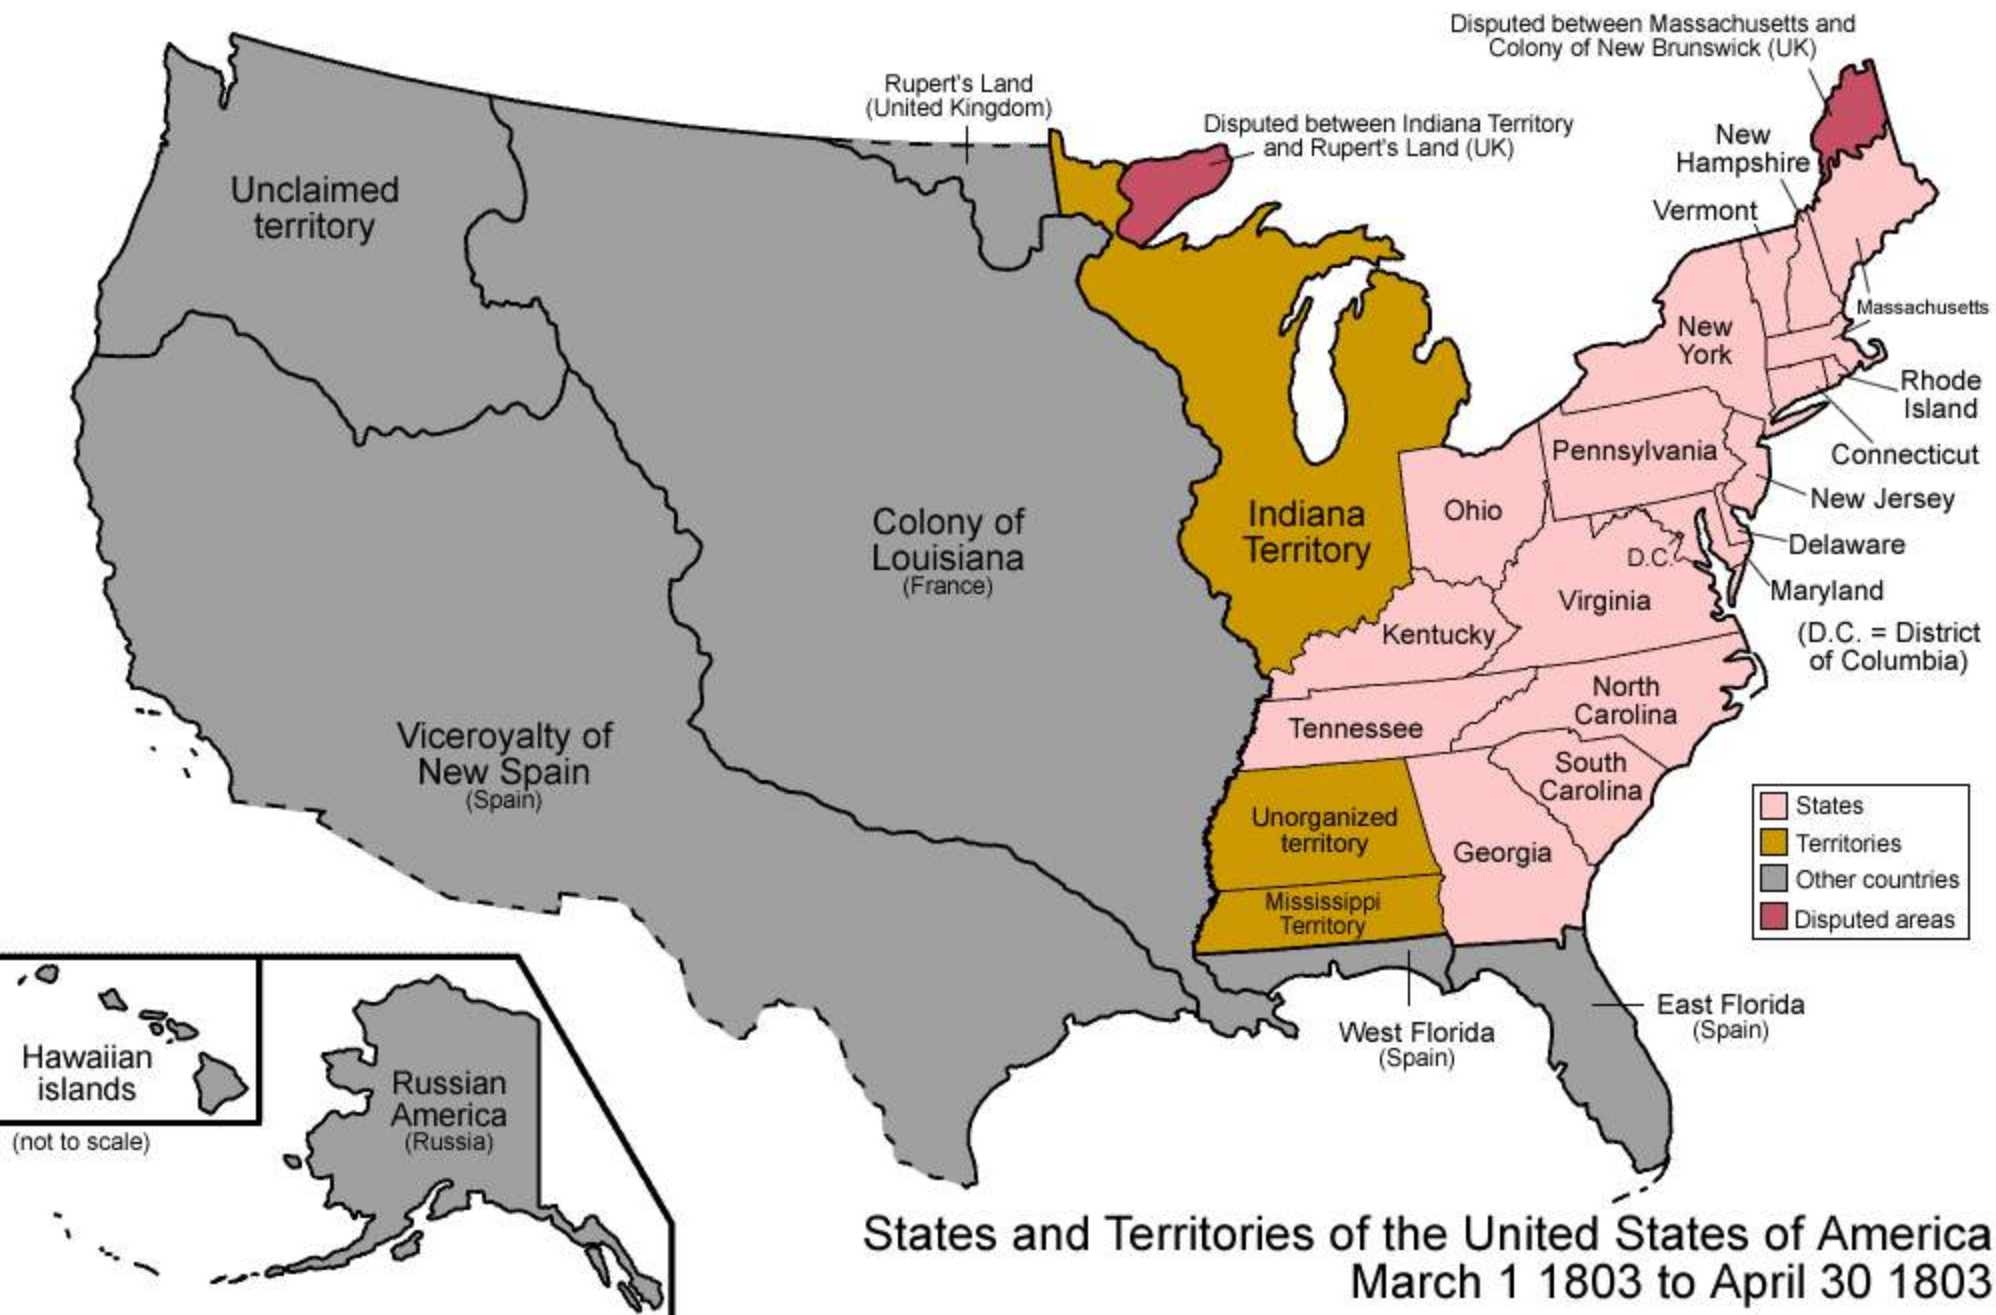 Disputed between Massachusetts and
Colony of New Brunswick (UK)
Rupert's Land
(United Kingdom)
Disputed between Indiana Territory
and Rupert's Land (UK)
New
Hampshire
Vermont
Unclaimed
territory
Massachusetts
New
York
Rhode
Island
Connecticut
Pennsylvania
New Jersey
Ohio
Indiana
Territory
Colony of
Louisiana
(France)
Delaware
D.C.
Maryland
Virginia
(D.C. = District
of Columbia)
Kentucky
North
Carolina
Tennessee
Viceroyalty of
New Spain
(Spain)
South
Carolina
Unorganized
territory
Georgia
States
Territories
Other countries
Disputed areas
Mississippi
Territory
East Florida
(Spain)
West Florida
(Spain)
Hawaiian
islands
(not to scale)
Russian
America
(Russia)
States and Territories of the United States of America
March 1 1803 to April 30 1803